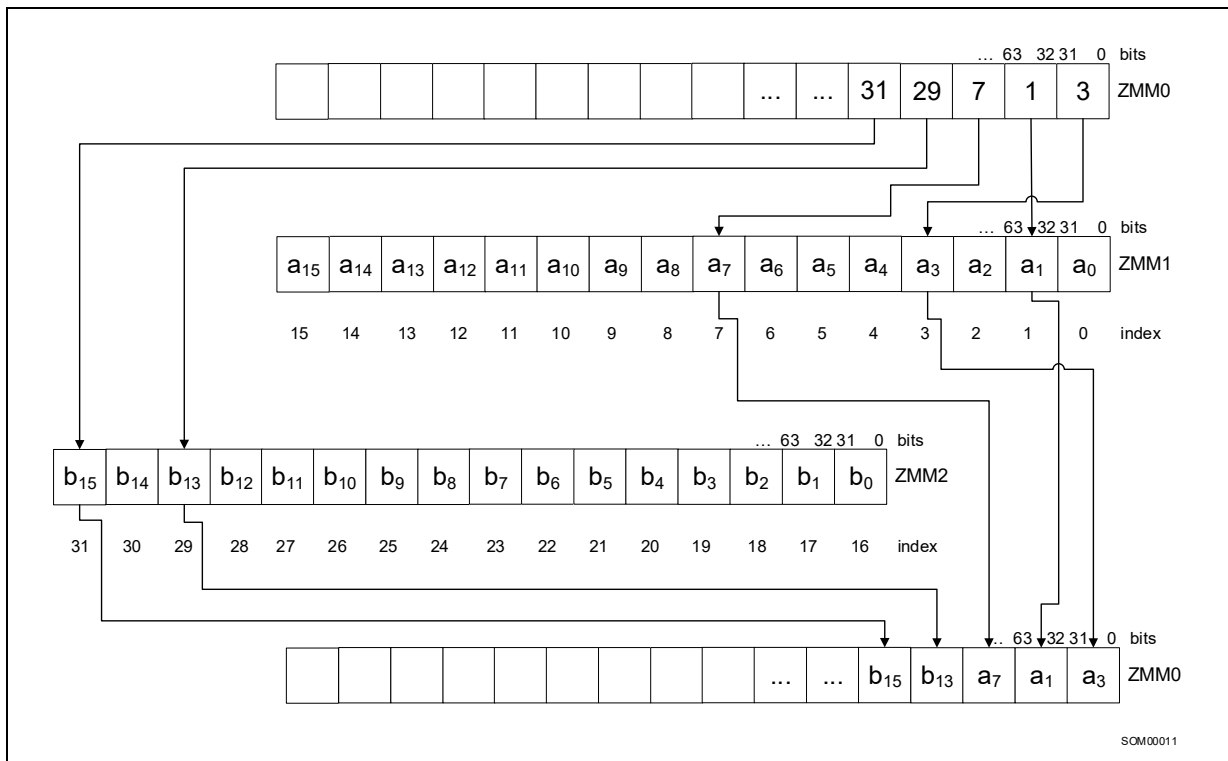 ... 63 32 31 0 bits
... ... 31 29 7 1 3 ZMM0
... 63 32 31 0 bits
a15 a14 a13 a12 a11 a10 a9 a8 a7 a6 a5 a4 a3 a2 a1 a0 ZMM1
15 14 13 12 11 10 9 8 7 6 5 4 3 2 1 0 index
... 63 32 31 0 bits
b15 b14 b13 b12 b11 b10 b9 b8 b7 b6 b5 b4 b3 b2 b1 b0 ZMM2
31 30 29 28 27 26 25 24 23 22 21 20 19 18 17 16 index
.. 63 32 31 0 bits
... ... b15 b13 a7 a1 a3 ZMM0
SOM00011